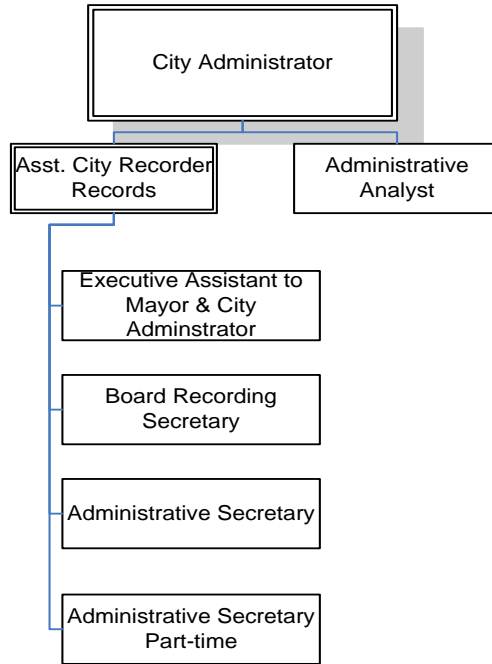 City Administrator
Asst. City Recorder
Records
Administrative
Analyst
Executive Assistant to
Mayor & City
Adminstrator
Board Recording
Secretary
Administrative Secretary
Administrative Secretary
Part-time